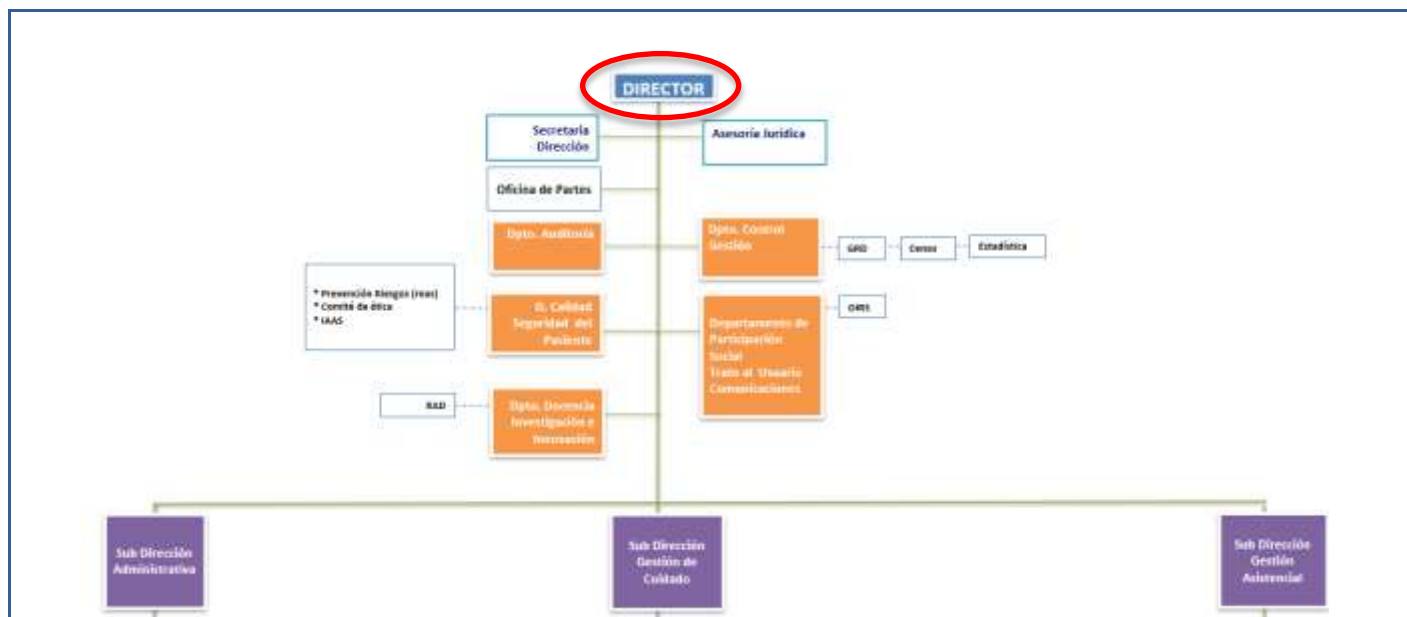 DIRECTOR
Secretaria
Dirección
Asesoría Jurídica
Oficina de Partes
Dpto. Auditoría
Dpto. Control
Gestión
GRD
Censo
Estadística
* Prevención Riesgos (reas)
* Comité de ética
* IAAS
D. Calidad
Seguridad del
Paciente
Departamento de
Participación
Social
Trato al Usuario
Comunicaciones
OIRS
RAD
Dpto. Docencia
Investigación e
Innovación
Sub Dirección
Administrativa
Sub Dirección
Gestión de
Cuidado
Sub Dirección
Gestión
Asistencial